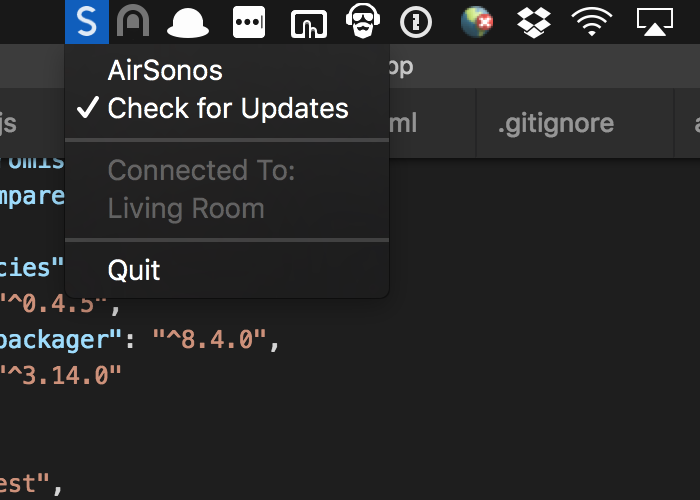 S
pp
AirSonos
✓ Check for Updates
js
ml
.gitignore
romis
Connected To:
mpare
Living Room
cies"
Quit
"^0.4.5",
packager": "^8.4.0",
"^3.14.0"
est",